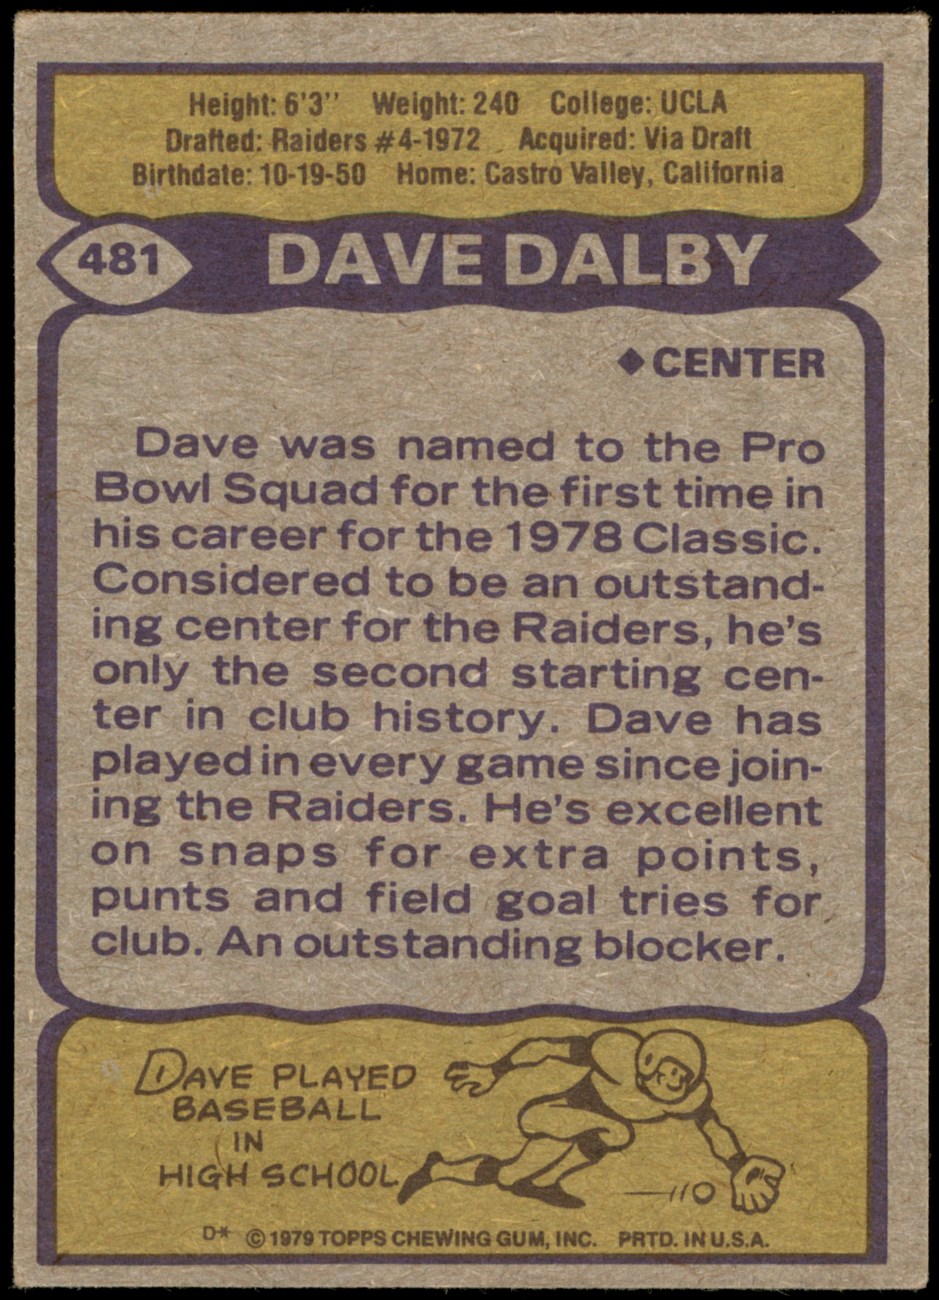 Height: 6'3'' Weight: 240 College: UCLA
Drafted: Raiders #4-1972 Acquired: Via Draft
Birthdate: 10-19-50 Home: Castro Valley, California
481 DAVE DALBY
◆CENTER
Dave was named to the Pro
Bowl Squad for the first time in
his career for the 1978 Classic.
Considered to be an outstand-
ing center for the Raiders, he's
only the second starting cen-
ter in club history. Dave has
played in every game since join-
ing the Raiders. He's excellent
on snaps for extra points,
punts and field goal tries for
club. An outstanding blocker.
DAVE PLAYED
BASEBALL
IN
HIGH SCHOOL
D* ©1979 TOPPS CHEWING GUM, INC. PRTD. IN U.S.A.